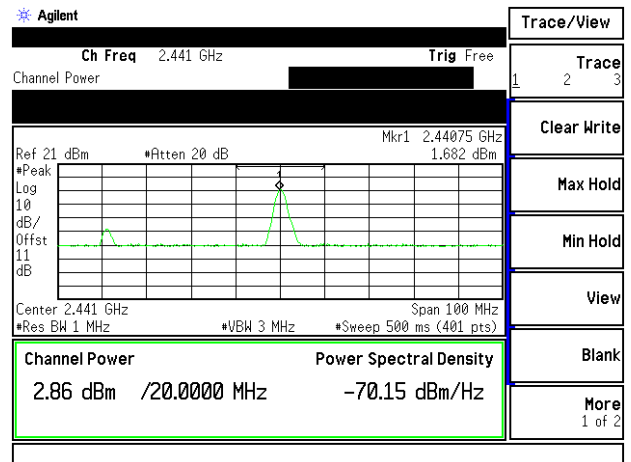 Agilent
Trace/View
Ch Freq 2.441 GHz Trig Free
Channel Power
Trace
1 2 3
Clear Write
Max Hold
Min Hold
View
Blank
More
1 of 2
Mkr1 2.44075 GHz
Ref 21 dBm #Atten 20 dB 1.682 dBm
#Peak
Log
10
dB/
Offst
11
dB
1
Center 2.441 GHz Span 100 MHz
#Res BW 1 MHz #VBW 3 MHz #Sweep 500 ms (401 pts)
Channel Power Power Spectral Density
2.86 dBm /20.0000 MHz -70.15 dBm/Hz